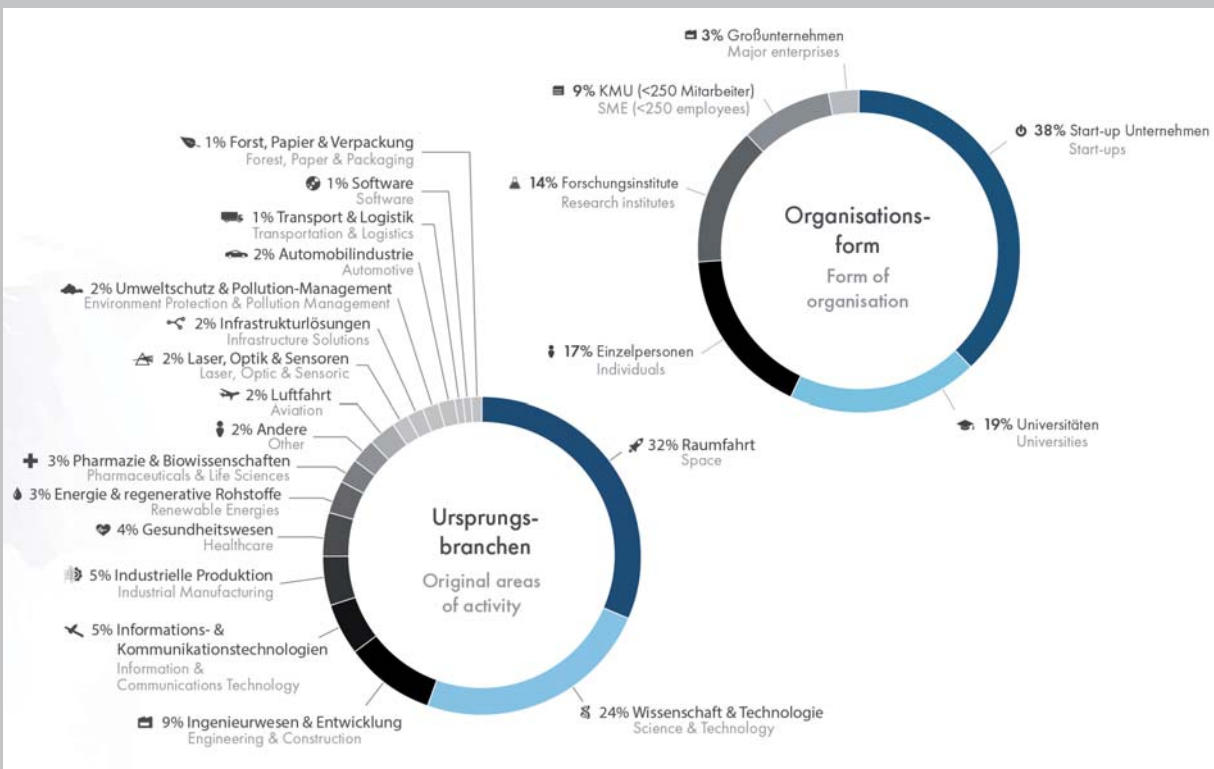 3% Großunternehmen
Major enterprises
9% KMU (<250 Mitarbeiter)
SME (<250 employees)
38% Start-up Unternehmen
Start-ups
14% Forschungsinstitute
Research institutes
Organisations-
form
Form of
organisation
17% Einzelpersonen
Individuals
19% Universitäten
Universities
1% Forst, Papier & Verpackung
Forest, Paper & Packaging
1% Software
Software
1% Transport & Logistik
Transportation & Logistics
2% Automobilindustrie
Automotive
2% Umweltschutz & Pollution-Management
Environment Protection & Pollution Management
2% Infrastrukturlösungen
Infrastructure Solutions
2% Laser, Optik & Sensoren
Laser, Optic & Sensoric
2% Luftfahrt
Aviation
2% Andere
Other
3% Pharmazie & Biowissenschaften
Pharmaceuticals & Life Sciences
3% Energie & regenerative Rohstoffe
Renewable Energies
4% Gesundheitswesen
Healthcare
5% Industrielle Produktion
Industrial Manufacturing
5% Informations- &
Kommunikationstechnologien
Information &
Communications Technology
9% Ingenieurwesen & Entwicklung
Engineering & Construction
Ursprungs-
branchen
Original areas
of activity
32% Raumfahrt
Space
24% Wissenschaft & Technologie
Science & Technology